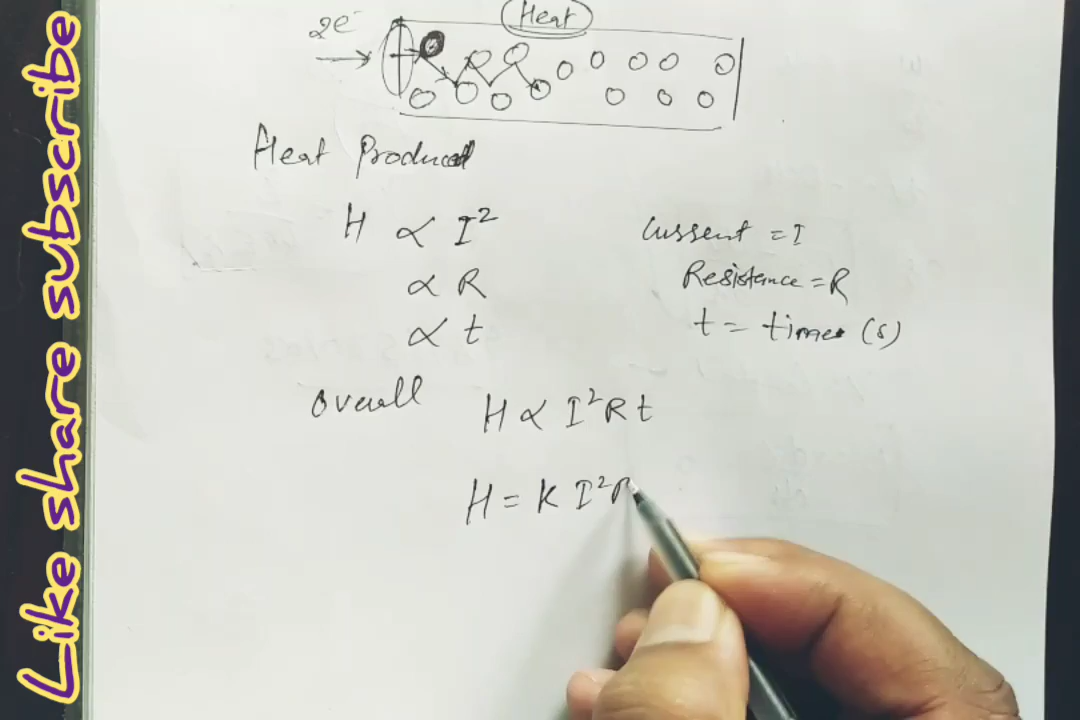 Like share subscribe
Heat
2e⁻
Heat Produced
H ∝ I²
∝ R
∝ t
Current = I
Resistance = R
t = time (s)
Overall H ∝ I²Rt
H = K I²R